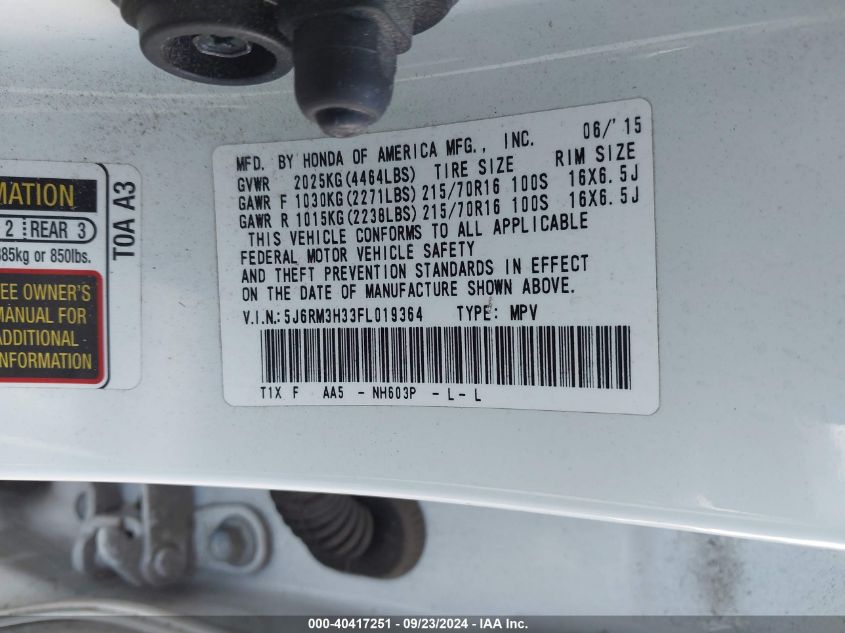 MFD. BY HONDA OF AMERICA MFG., INC. 06/'15
GVWR 2025KG(4464LBS) TIRE SIZE RIM SIZE
GAWR F 1030KG(2271LBS) 215/70R16 100S 16X6.5J
GAWR R 1015KG(2238LBS) 215/70R16 100S 16X6.5J
THIS VEHICLE CONFORMS TO ALL APPLICABLE
FEDERAL MOTOR VEHICLE SAFETY
AND THEFT PREVENTION STANDARDS IN EFFECT
ON THE DATE OF MANUFACTURE SHOWN ABOVE.
V.I.N.:5J6RM3H33FL019364 TYPE: MPV
T1X F AA5 - NH603P - L - L
MATION
2 REAR 3
385kg or 850lbs.
EE OWNER'S
MANUAL FOR
ADDITIONAL
INFORMATION
T0A A3
000-40417251 - 09/23/2024 - IAA Inc.